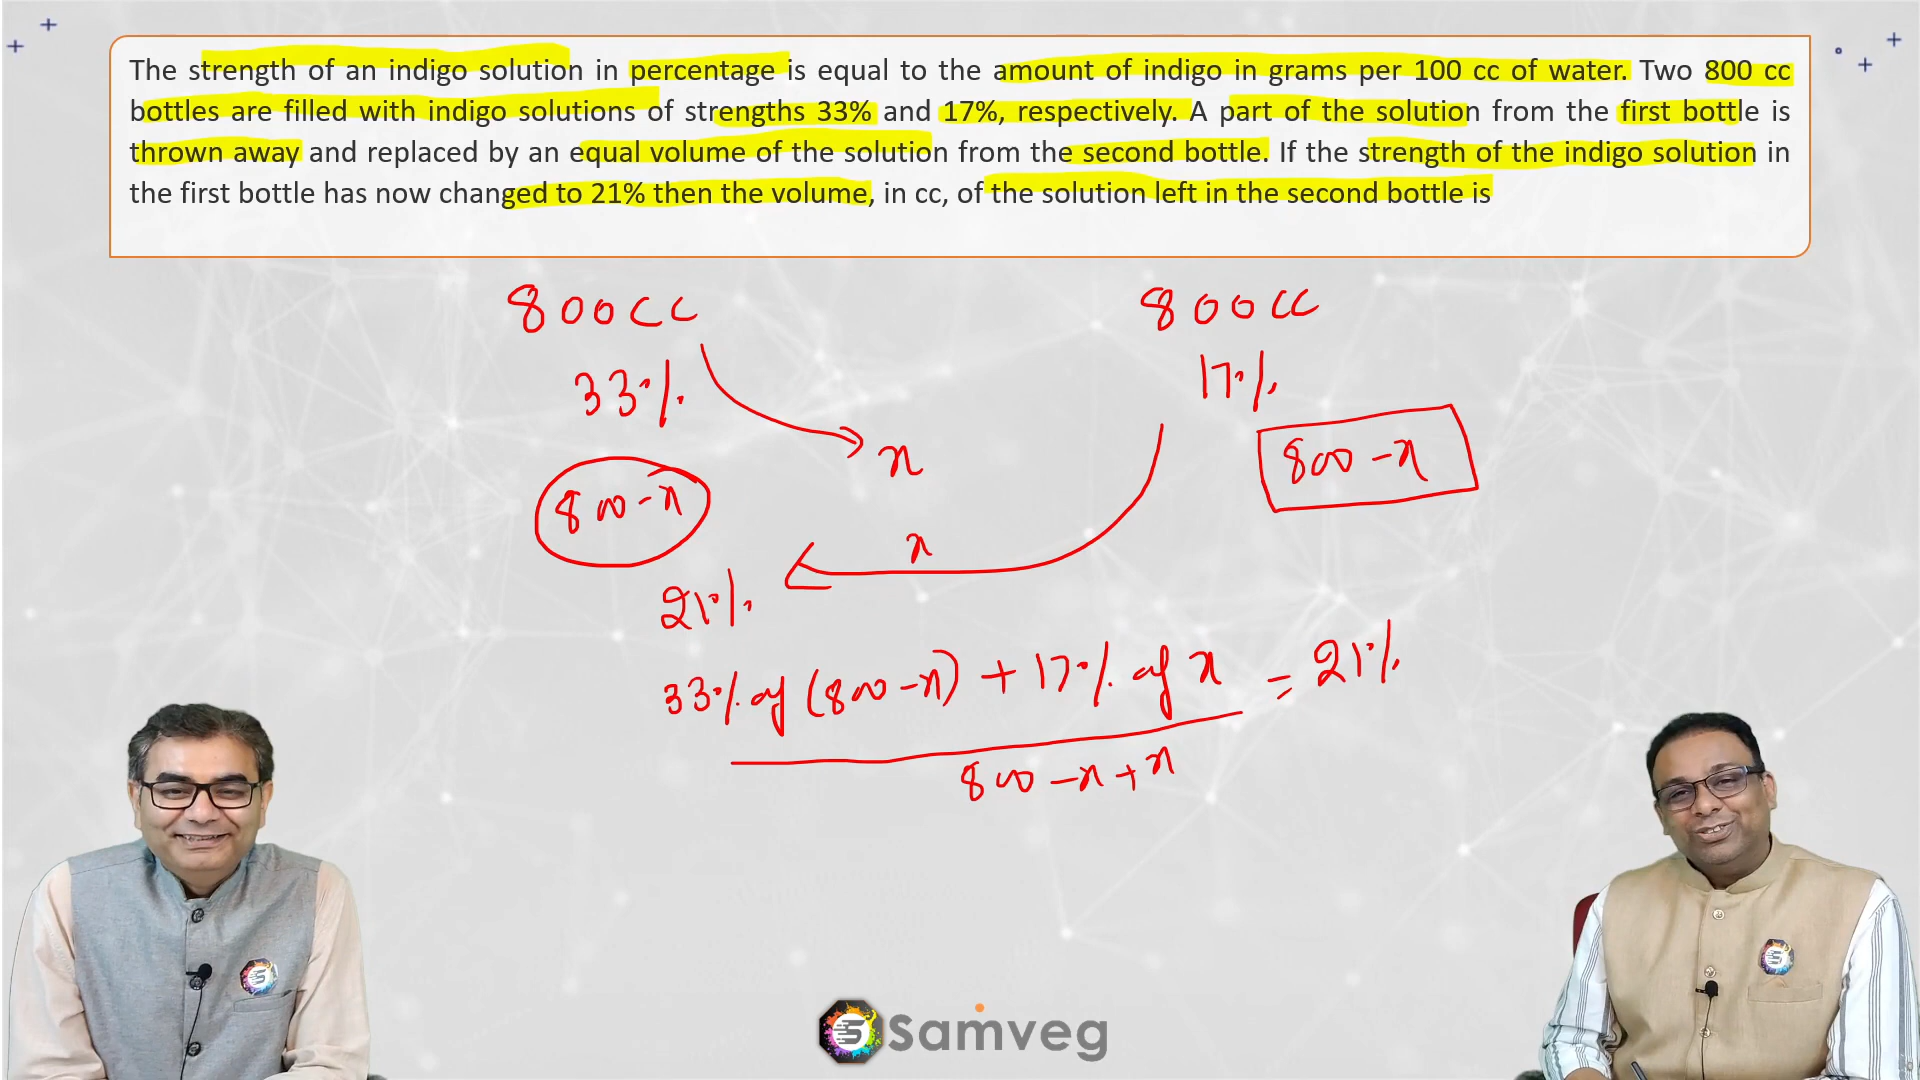 The strength of an indigo solution in percentage is equal to the amount of indigo in grams per 100 cc of water. Two 800 cc
bottles are filled with indigo solutions of strengths 33% and 17%, respectively. A part of the solution from the first bottle is
thrown away and replaced by an equal volume of the solution from the second bottle. If the strength of the indigo solution in
the first bottle has now changed to 21% then the volume, in cc, of the solution left in the second bottle is
800CC 800CC
33% 17%
x 800-x
800-x
x
21%
33% of (800-x) + 17% of x = 21%
800-x+x
Samveg